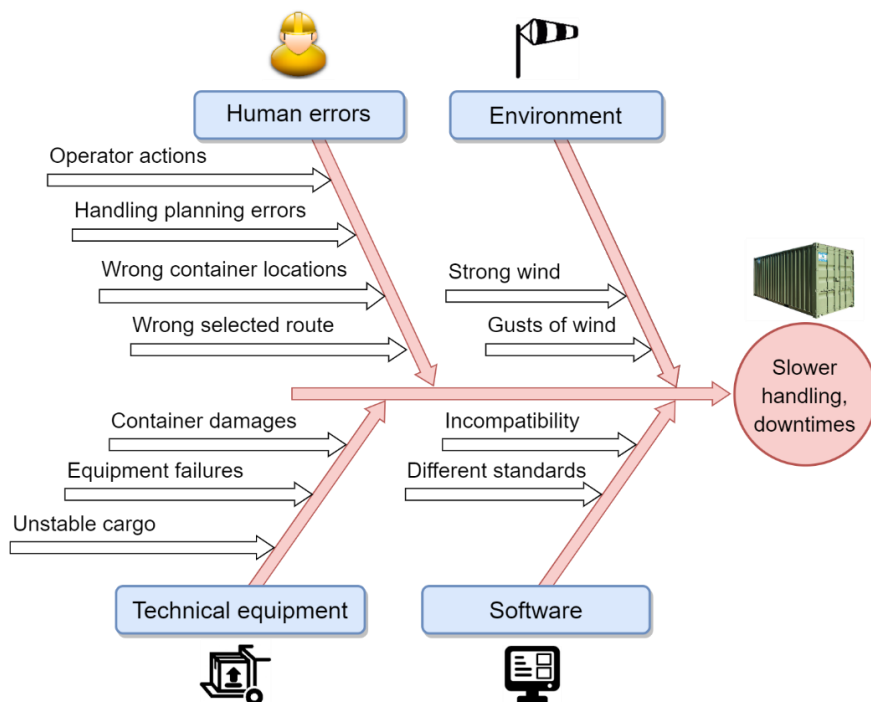 Human errors
Environment
Operator actions
Handling planning errors
Wrong container locations
Wrong selected route
Strong wind
Gusts of wind
Slower
handling,
downtimes
Container damages
Equipment failures
Unstable cargo
Incompatibility
Different standards
Technical equipment
Software